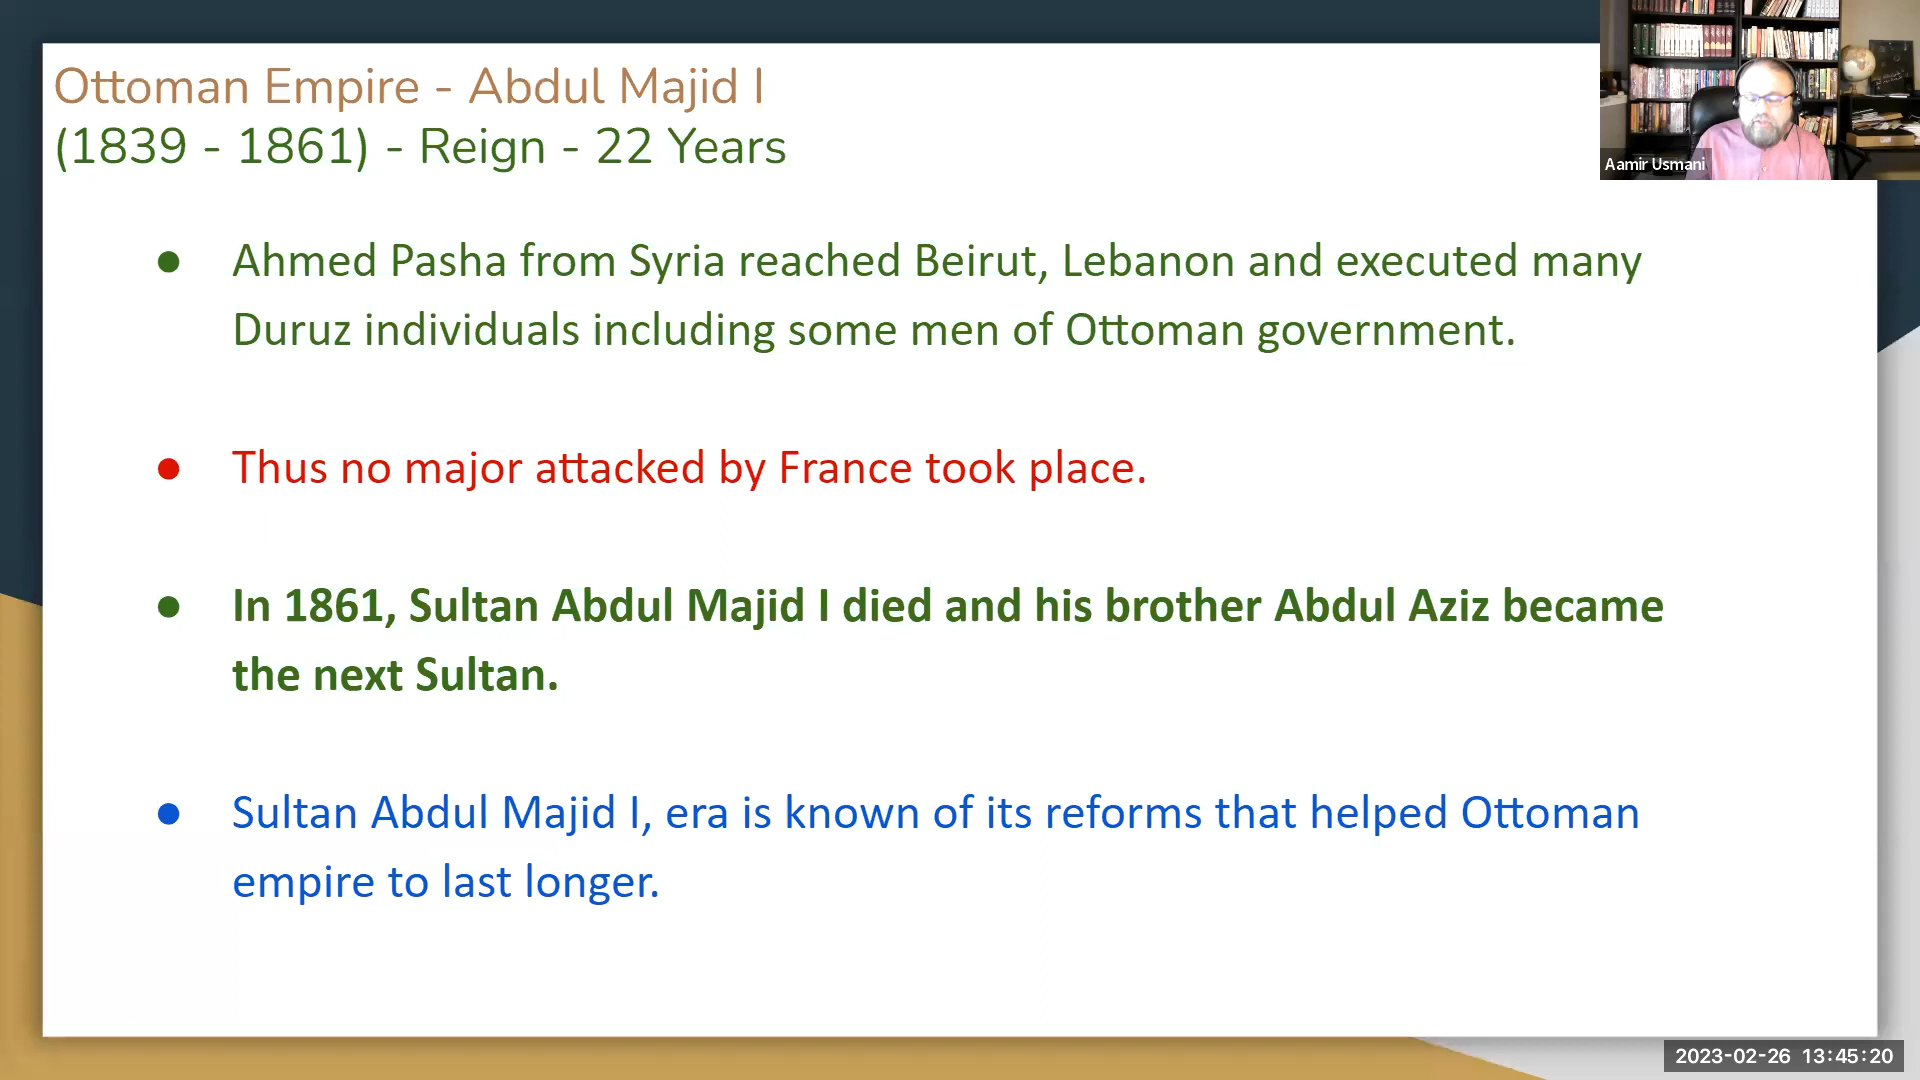 Ottoman Empire - Abdul Majid I
(1839 - 1861) - Reign - 22 Years
Aamir Usmani
● Ahmed Pasha from Syria reached Beirut, Lebanon and executed many
Duruz individuals including some men of Ottoman government.
● Thus no major attacked by France took place.
● In 1861, Sultan Abdul Majid I died and his brother Abdul Aziz became
the next Sultan.
● Sultan Abdul Majid I, era is known of its reforms that helped Ottoman
empire to last longer.
2023-02-26 13:45:20